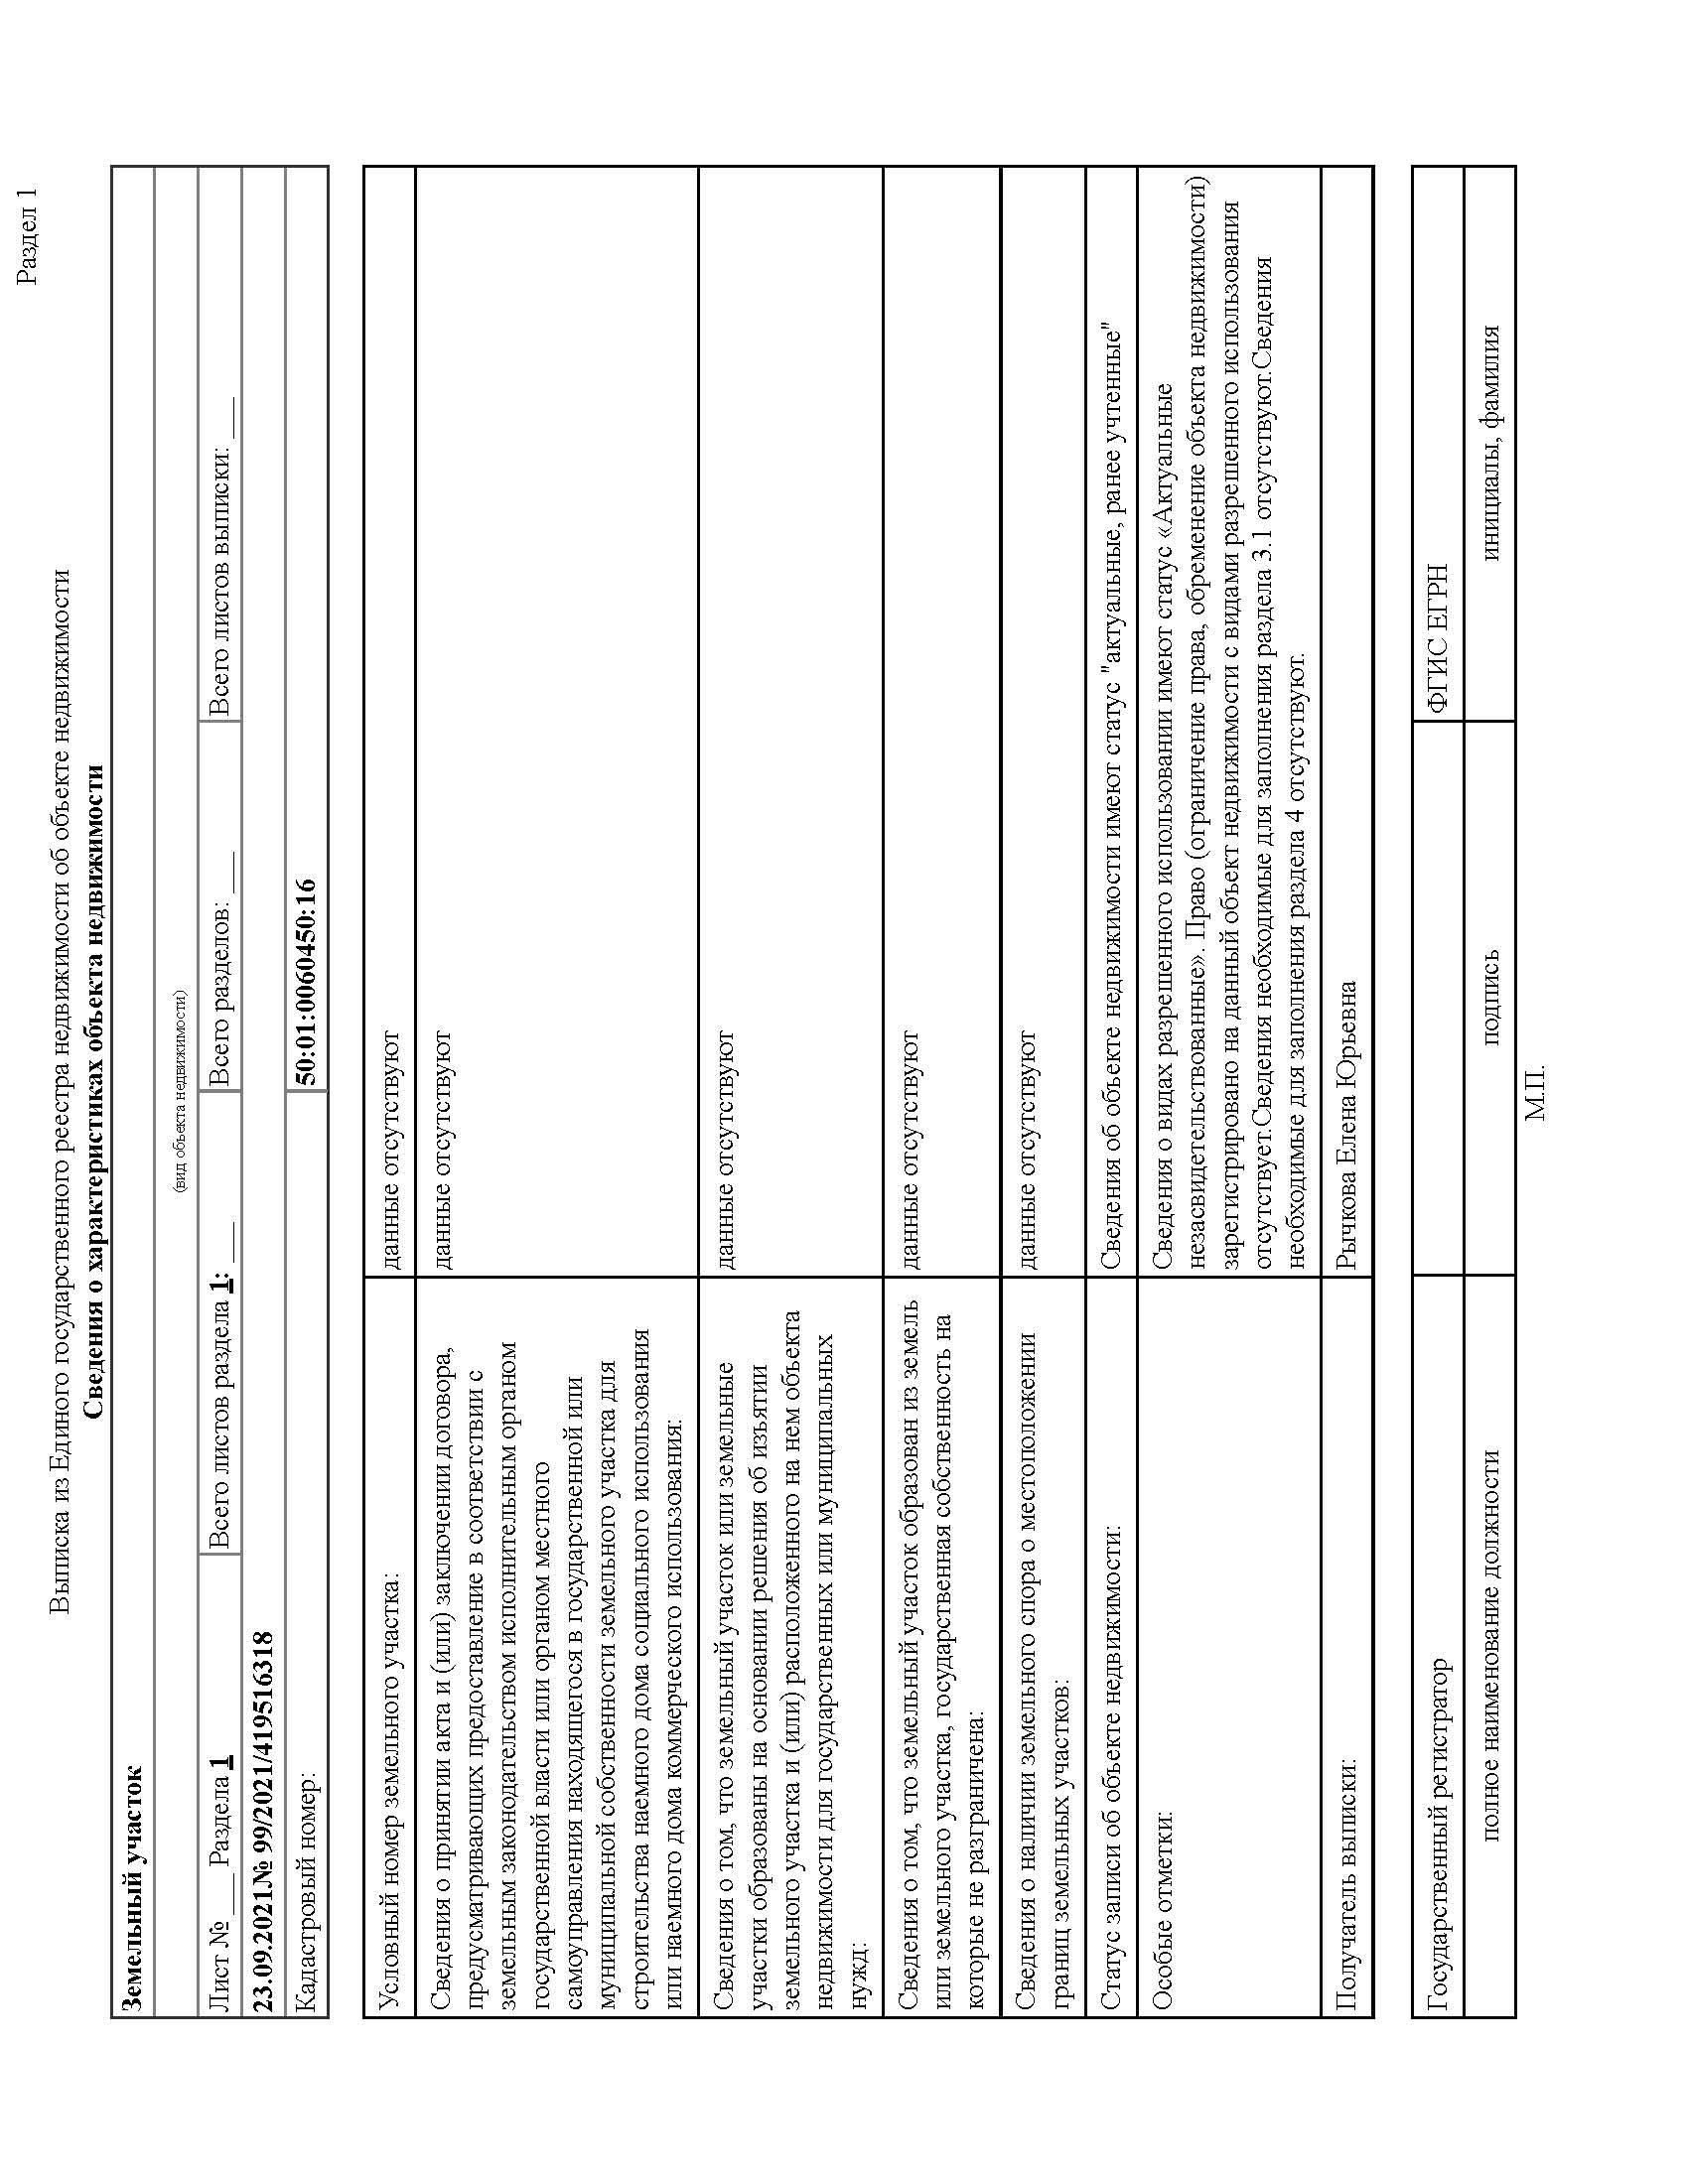 Раздел 1
Выписка из Единого государственного реестра недвижимости об объекте недвижимости
Сведения о характеристиках объекта недвижимости
Земельный участок
(вид объекта недвижимости)
Лист № ___ Раздела 1 Всего листов раздела 1: ___ Всего разделов: ___ Всего листов выписки: ___
23.09.2021№ 99/2021/419516318
Кадастровый номер: 50:01:0060450:16
Условный номер земельного участка: данные отсутствуют
Сведения о принятии акта и (или) заключении договора, данные отсутствуют
предусматривающих предоставление в соответствии с
земельным законодательством исполнительным органом
государственной власти или органом местного
самоуправления находящегося в государственной или
муниципальной собственности земельного участка для
строительства наемного дома социального использования
или наемного дома коммерческого использования:
Сведения о том, что земельный участок или земельные данные отсутствуют
участки образованы на основании решения об изъятии
земельного участка и (или) расположенного на нем объекта
недвижимости для государственных или муниципальных
нужд:
Сведения о том, что земельный участок образован из земель данные отсутствуют
или земельного участка, государственная собственность на
которые не разграничена:
Сведения о наличии земельного спора о местоположении данные отсутствуют
границ земельных участков:
Статус записи об объекте недвижимости: Сведения об объекте недвижимости имеют статус "актуальные, ранее учтенные"
Особые отметки: Сведения о видах разрешенного использовании имеют статус «Актуальные
незасвидетельствованные». Право (ограничение права, обременение объекта недвижимости)
зарегистрировано на данный объект недвижимости с видами разрешенного использования
отсутствует.Сведения необходимые для заполнения раздела 3.1 отсутствуют.Сведения
необходимые для заполнения раздела 4 отсутствуют.
Получатель выписки: Рычкова Елена Юрьевна
Государственный регистратор ФГИС ЕГРН
полное наименование должности подпись инициалы, фамилия
М.П.